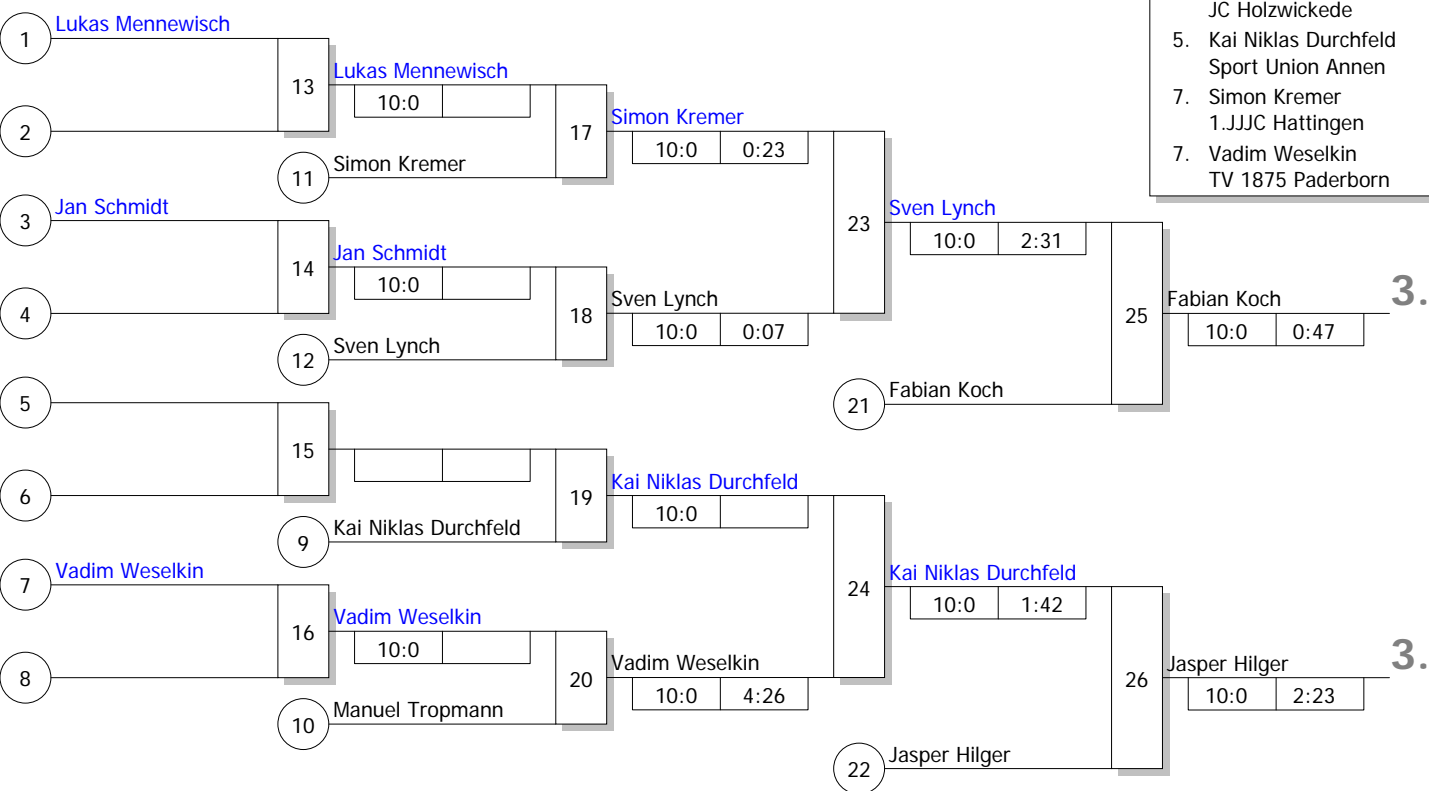 JC Holzwickede
5. Kai Niklas Durchfeld
Sport Union Annen
7. Simon Kremer
1.JJJC Hattingen
7. Vadim Weselkin
TV 1875 Paderborn
1 Lukas Mennewisch
13 Lukas Mennewisch
10:0
2
17 Simon Kremer
10:0 0:23
11 Simon Kremer
3 Jan Schmidt
23 Sven Lynch
10:0 2:31
14 Jan Schmidt
10:0
4
18 Sven Lynch
10:0 0:07
12 Sven Lynch
25 Fabian Koch 3.
10:0 0:47
21 Fabian Koch
5
15
6
19 Kai Niklas Durchfeld
10:0
9 Kai Niklas Durchfeld
7 Vadim Weselkin
24 Kai Niklas Durchfeld
10:0 1:42
16 Vadim Weselkin
10:0
8
20 Vadim Weselkin
10:0 4:26
10 Manuel Tropmann
26 Jasper Hilger 3.
10:0 2:23
22 Jasper Hilger